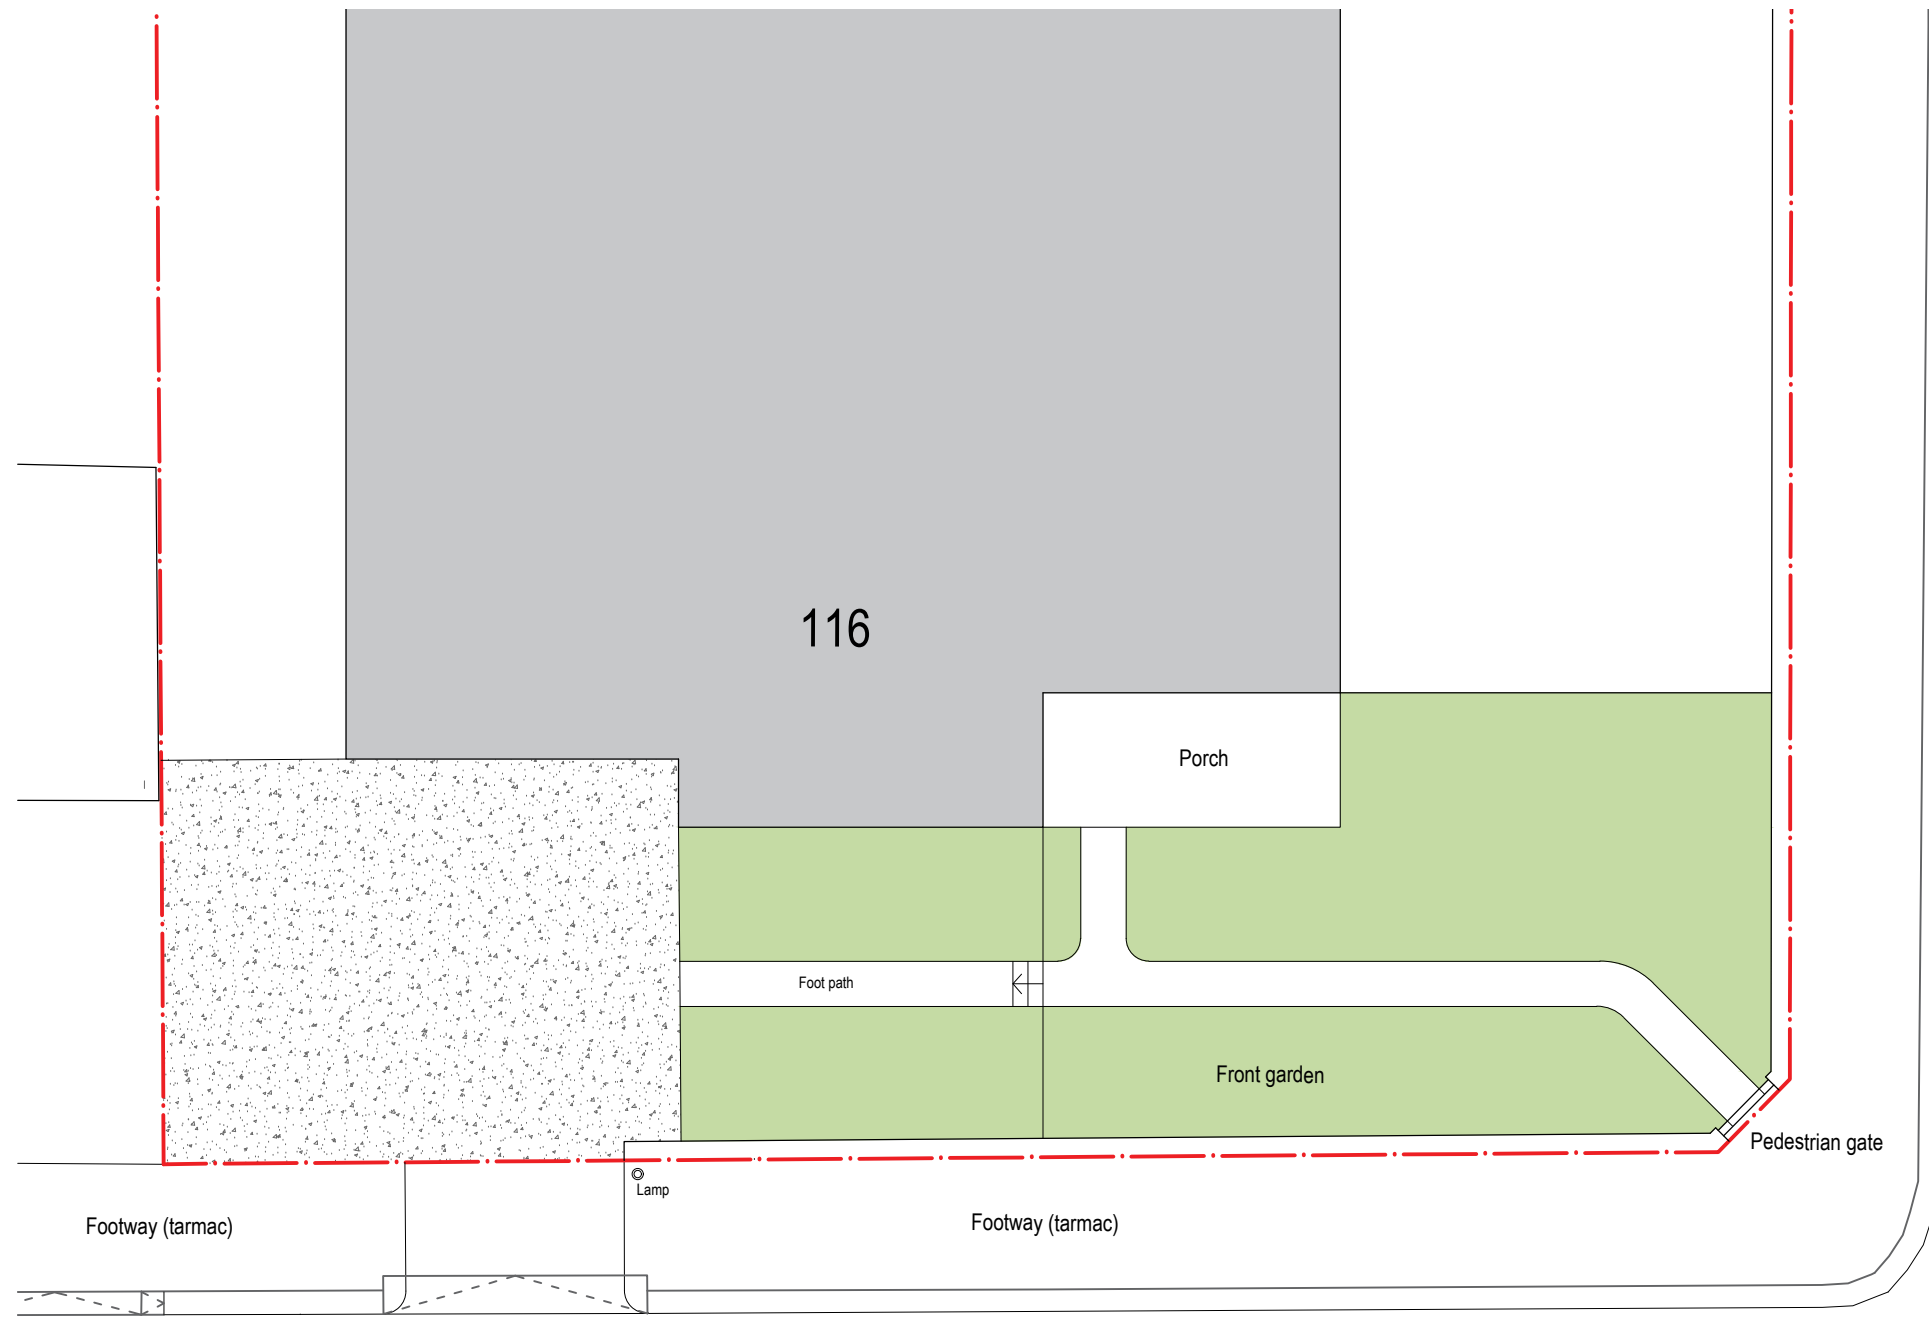 116
Porch
Foot path
Front garden
Pedestrian gate
Lamp
Footway (tarmac)
Footway (tarmac)